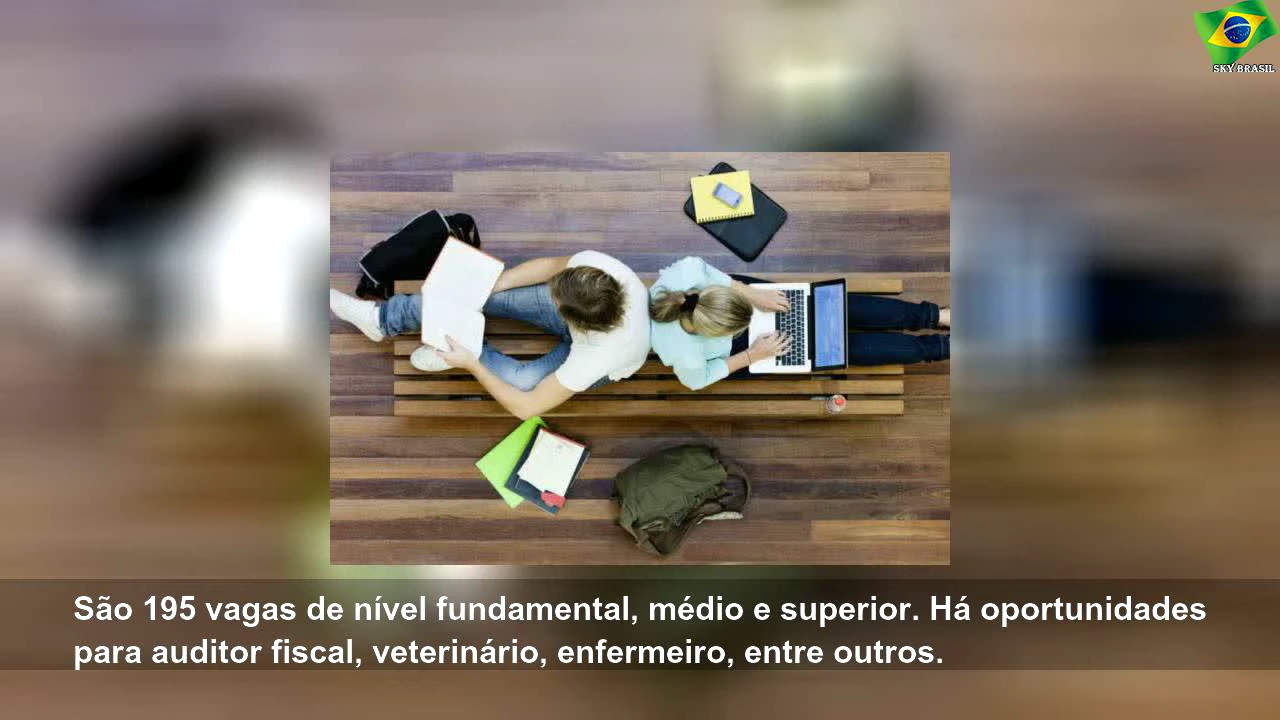 SKY BRASIL
São 195 vagas de nível fundamental, médio e superior. Há oportunidades
para auditor fiscal, veterinário, enfermeiro, entre outros.